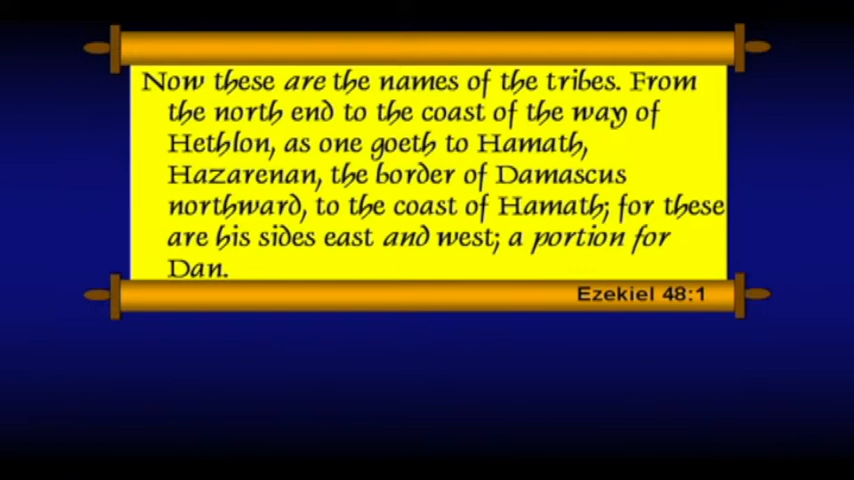 Now these are the names of the tribes. From
the north end to the coast of the way of
Hethlon, as one goeth to Hamath,
Hazarenan, the border of Damascus
northward, to the coast of Hamath; for these
are his sides east and west; a portion for
Dan.
Ezekiel 48:1